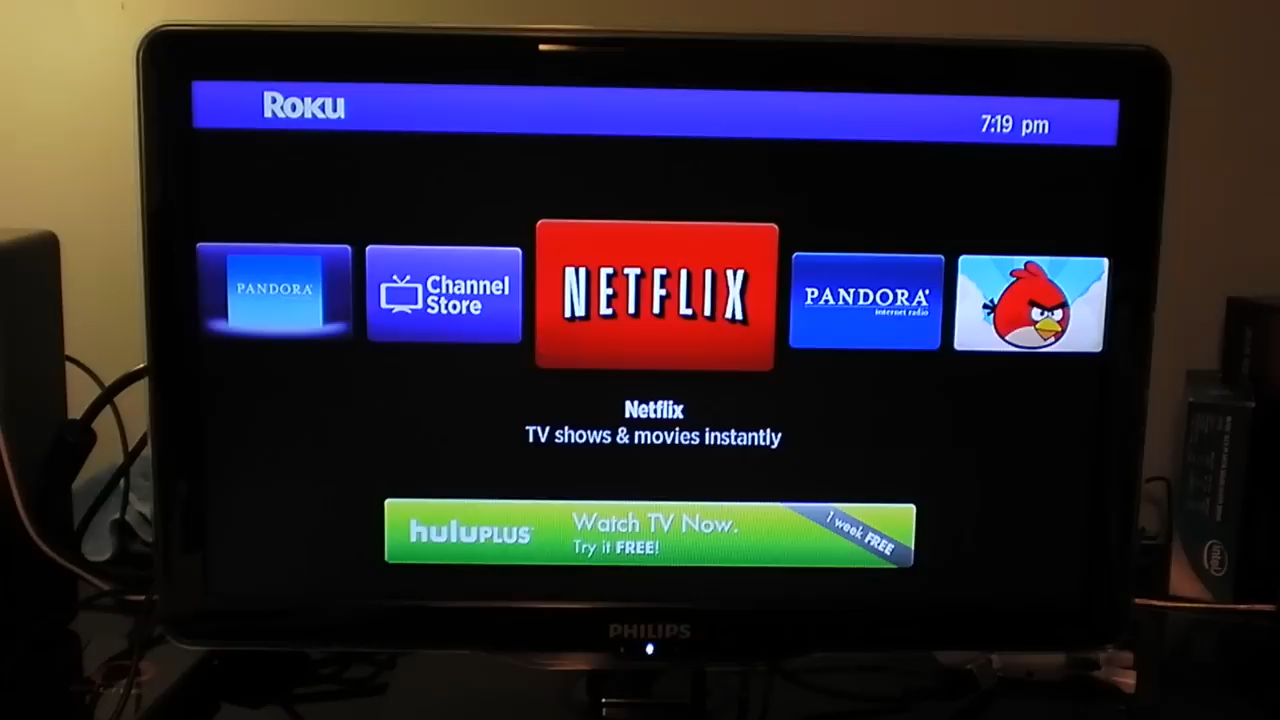 Roku
7:19 pm
PANDORA
Channel
Store
NETFLIX
PANDORA
internet radio
Netflix
TV shows & movies instantly
huluPLUS
Watch TV Now.
Try it FREE!
1 week FREE
PHILIPS
intel